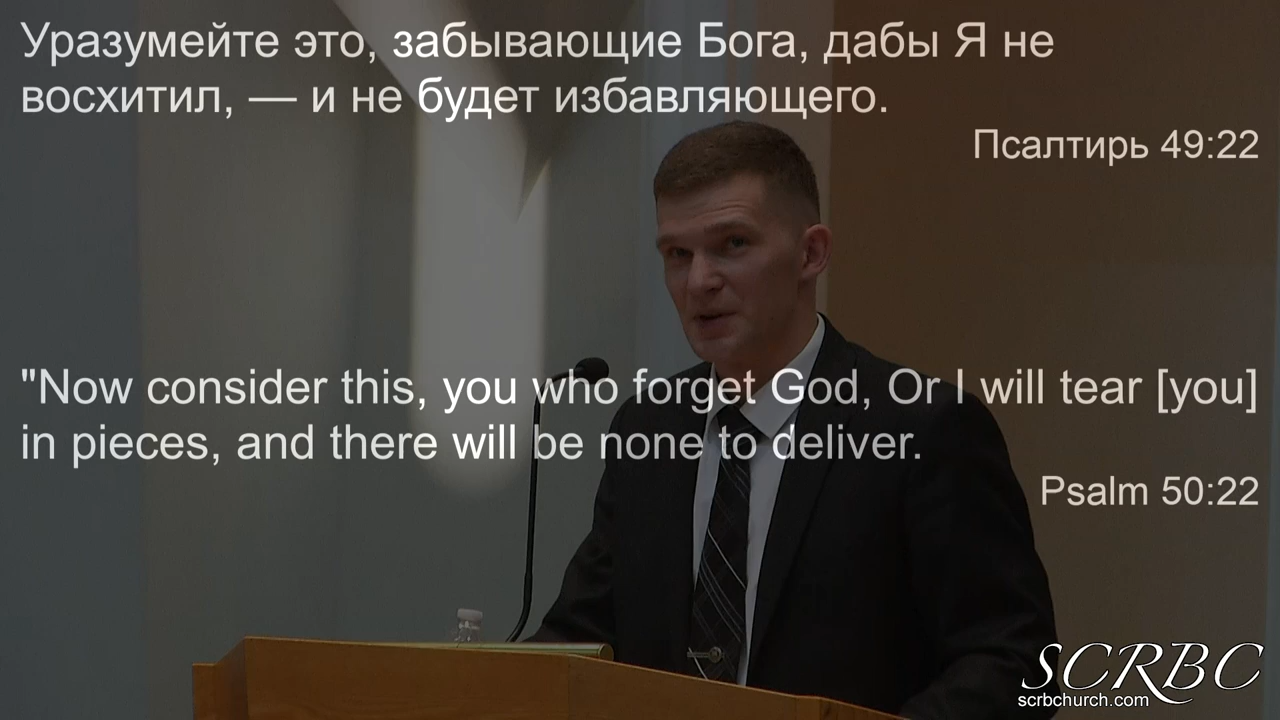 Уразумейте это, забывающие Бога, дабы Я не
восхитил, — и не будет избавляющего.
Псалтирь 49:22
"Now consider this, you who forget God, Or I will tear [you]
in pieces, and there will be none to deliver.
Psalm 50:22
SCRBC
scrbchurch.com